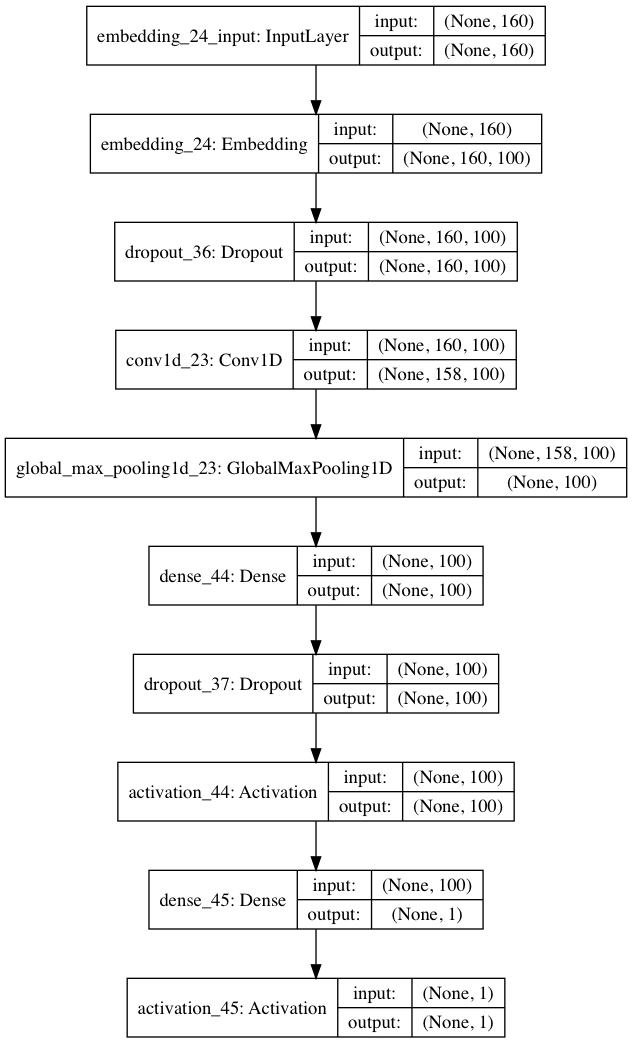 embedding_24_input: InputLayer
input: (None, 160)
output: (None, 160)
embedding_24: Embedding
input: (None, 160)
output: (None, 160, 100)
dropout_36: Dropout
input: (None, 160, 100)
output: (None, 160, 100)
conv1d_23: Conv1D
input: (None, 160, 100)
output: (None, 158, 100)
global_max_pooling1d_23: GlobalMaxPooling1D
input: (None, 158, 100)
output: (None, 100)
dense_44: Dense
input: (None, 100)
output: (None, 100)
dropout_37: Dropout
input: (None, 100)
output: (None, 100)
activation_44: Activation
input: (None, 100)
output: (None, 100)
dense_45: Dense
input: (None, 100)
output: (None, 1)
activation_45: Activation
input: (None, 1)
output: (None, 1)